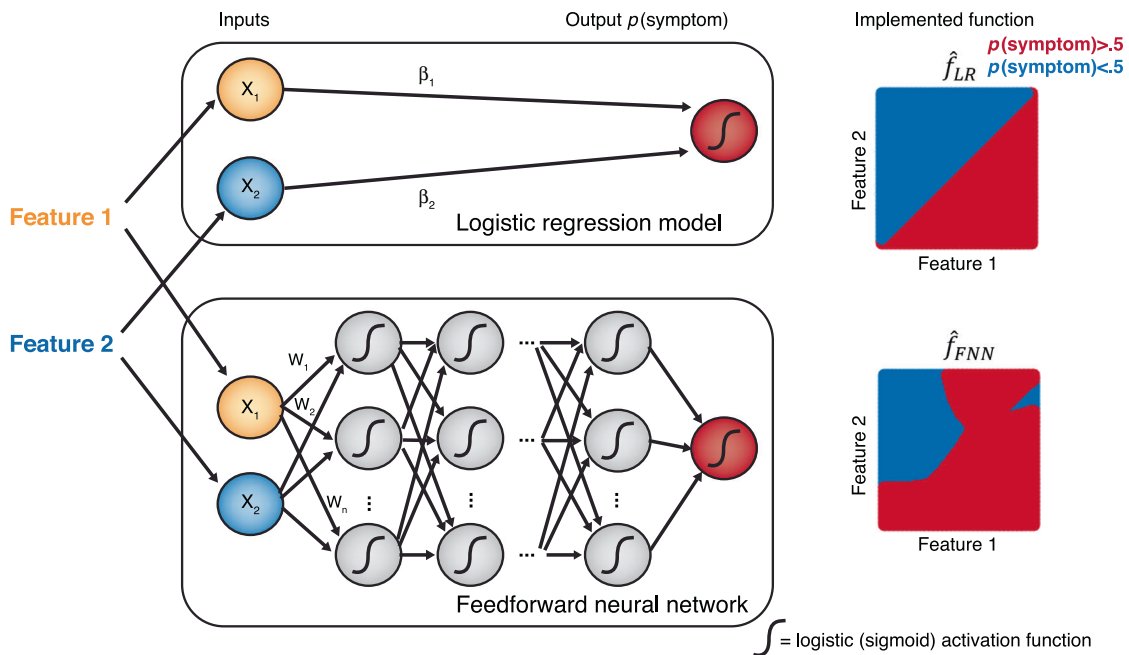 Inputs
Output p(symptom)
Implemented function
p(symptom)>.5
p(symptom)<.5
f̂LR
X1
β1
X2
β2
Logistic regression model
Feature 2
Feature 1
Feature 1
Feature 2
W1
X1
W2
...
X2
Wn
...
...
...
...
...
Feedforward neural network
f̂FNN
Feature 2
Feature 1
∫ = logistic (sigmoid) activation function